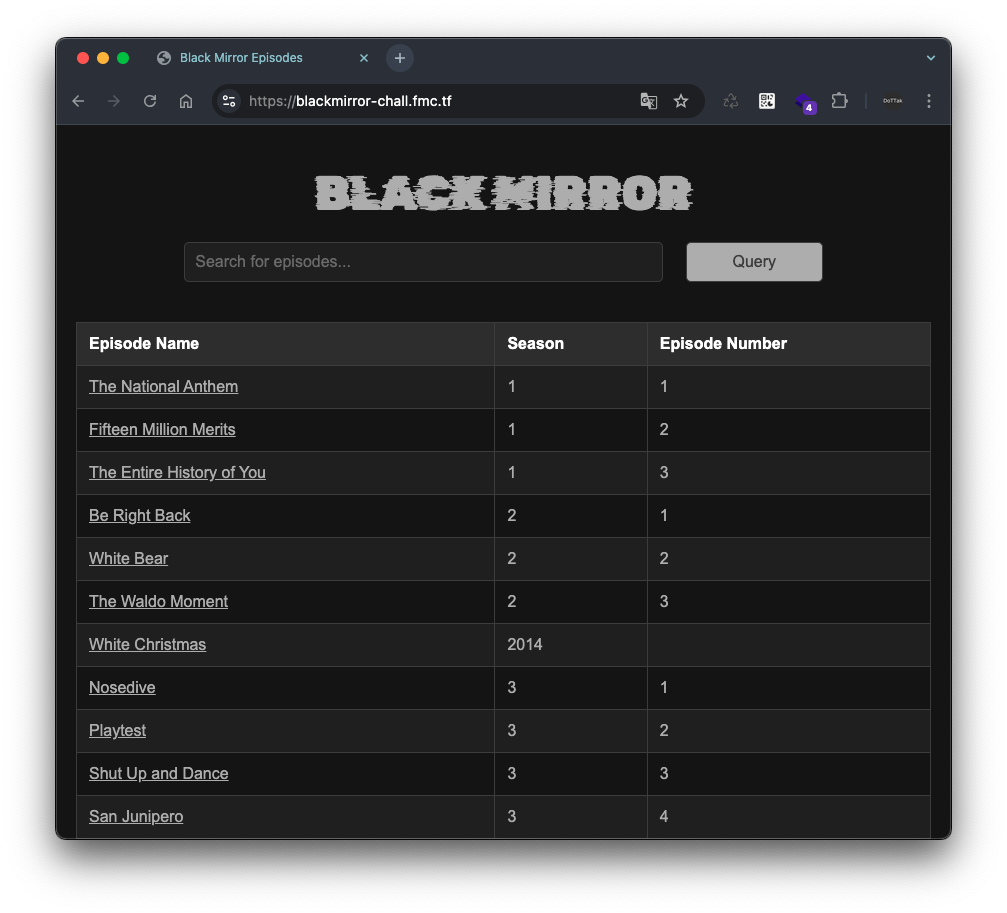 Black Mirror Episodes
https://blackmirror-chall.fmc.tf
4
DoTTak
BLACK MIRROR
Search for episodes...
Query
Episode Name Season Episode Number
The National Anthem 1 1
Fifteen Million Merits 1 2
The Entire History of You 1 3
Be Right Back 2 1
White Bear 2 2
The Waldo Moment 2 3
White Christmas 2014
Nosedive 3 1
Playtest 3 2
Shut Up and Dance 3 3
San Junipero 3 4